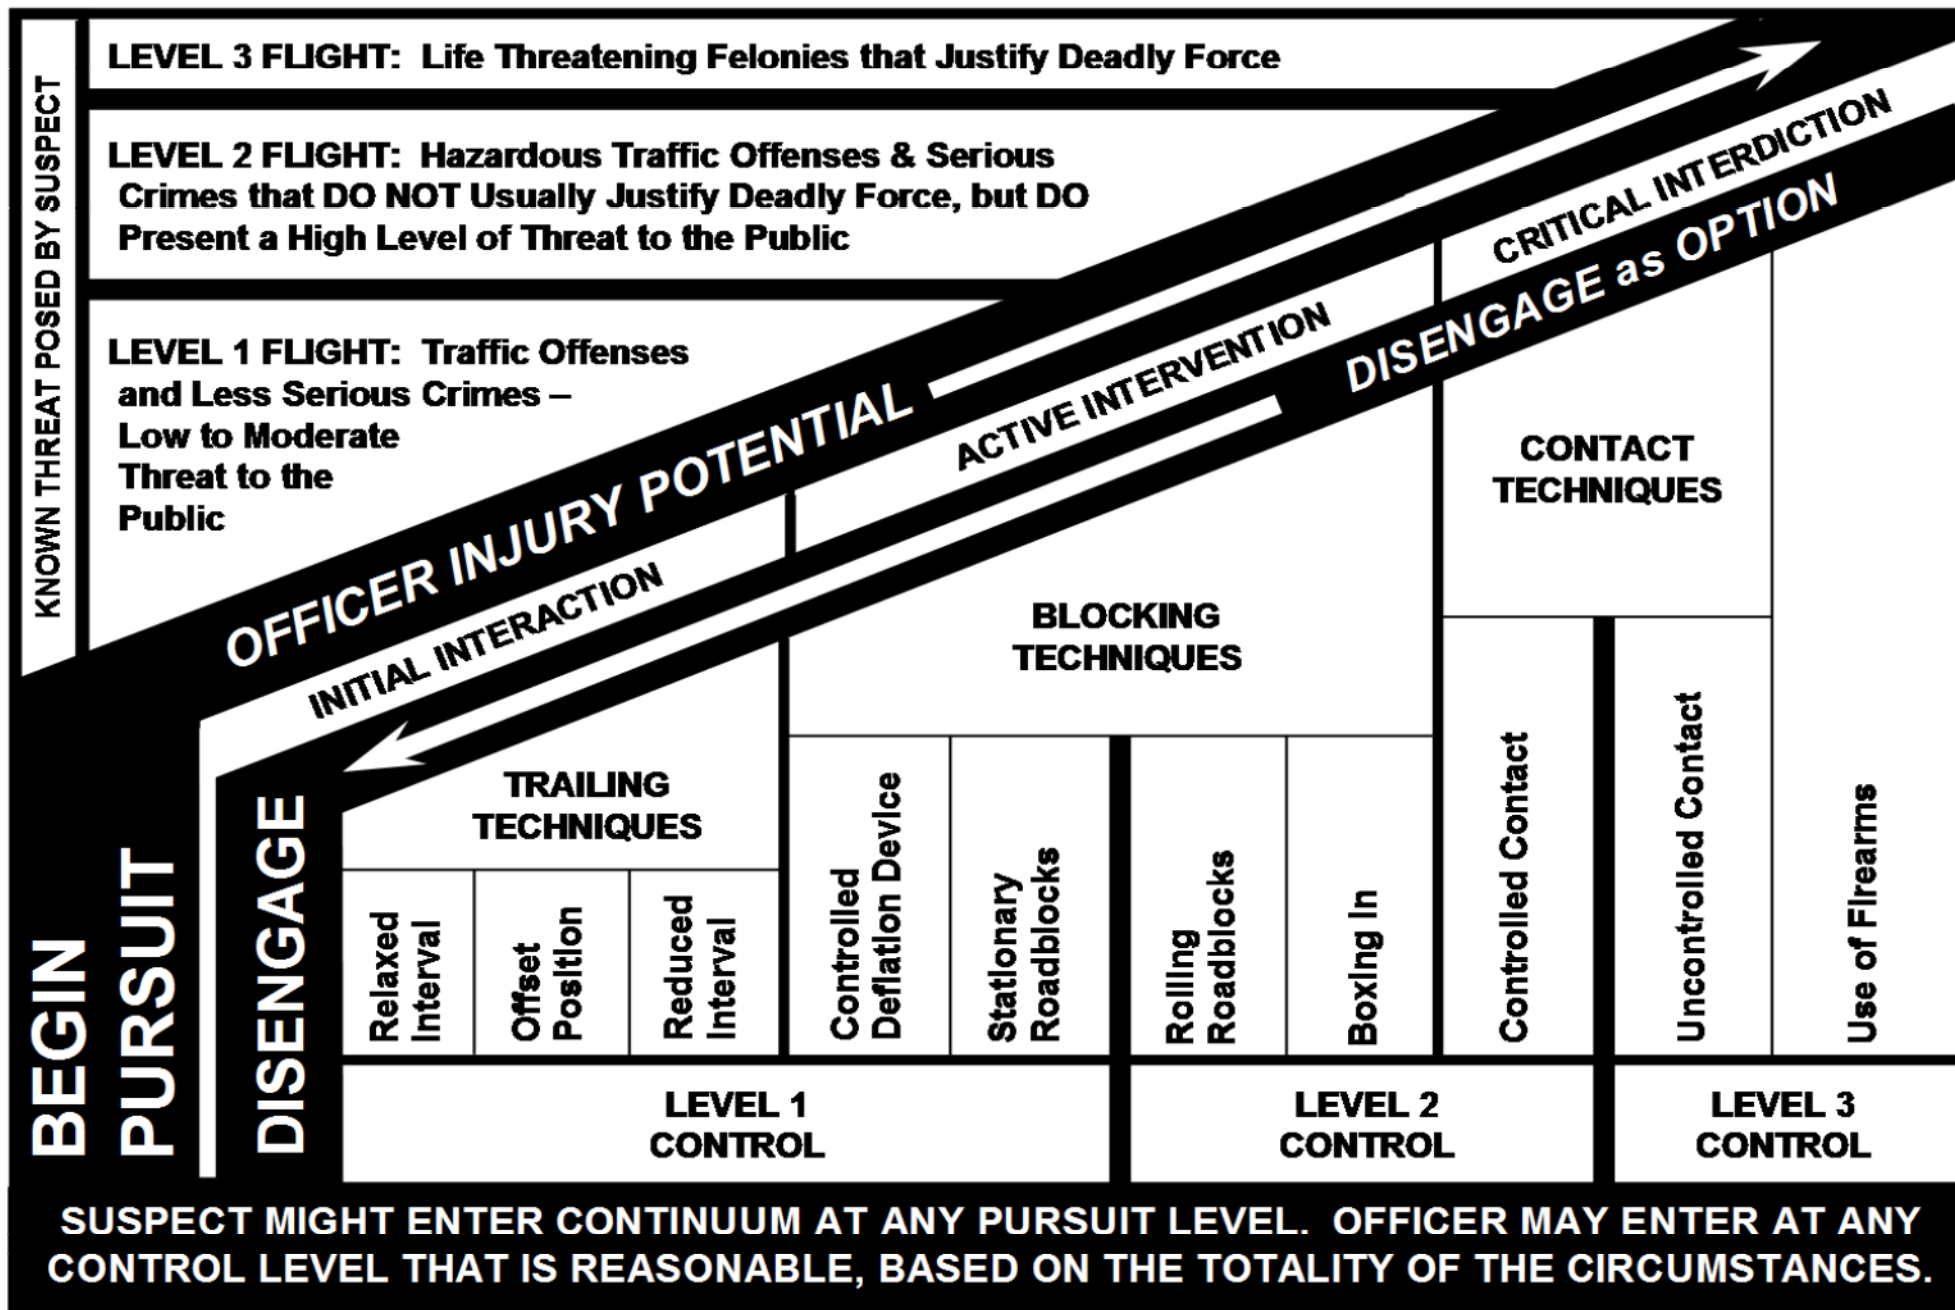 KNOWN THREAT POSED BY SUSPECT
LEVEL 3 FLIGHT: Life Threatening Felonies that Justify Deadly Force
LEVEL 2 FLIGHT: Hazardous Traffic Offenses & Serious
Crimes that DO NOT Usually Justify Deadly Force, but DO
Present a High Level of Threat to the Public
LEVEL 1 FLIGHT: Traffic Offenses
and Less Serious Crimes –
Low to Moderate
Threat to the
Public
OFFICER INJURY POTENTIAL
INITIAL INTERACTION
ACTIVE INTERVENTION
CRITICAL INTERDICTION
DISENGAGE as OPTION
BEGIN
PURSUIT
DISENGAGE
TRAILING
TECHNIQUES
Relaxed
Interval
Offset
Position
Reduced
Interval
BLOCKING
TECHNIQUES
Controlled
Deflation Device
Stationary
Roadblocks
Rolling
Roadblocks
Boxing In
CONTACT
TECHNIQUES
Controlled Contact
Uncontrolled Contact
Use of Firearms
LEVEL 1
CONTROL
LEVEL 2
CONTROL
LEVEL 3
CONTROL
SUSPECT MIGHT ENTER CONTINUUM AT ANY PURSUIT LEVEL. OFFICER MAY ENTER AT ANY
CONTROL LEVEL THAT IS REASONABLE, BASED ON THE TOTALITY OF THE CIRCUMSTANCES.